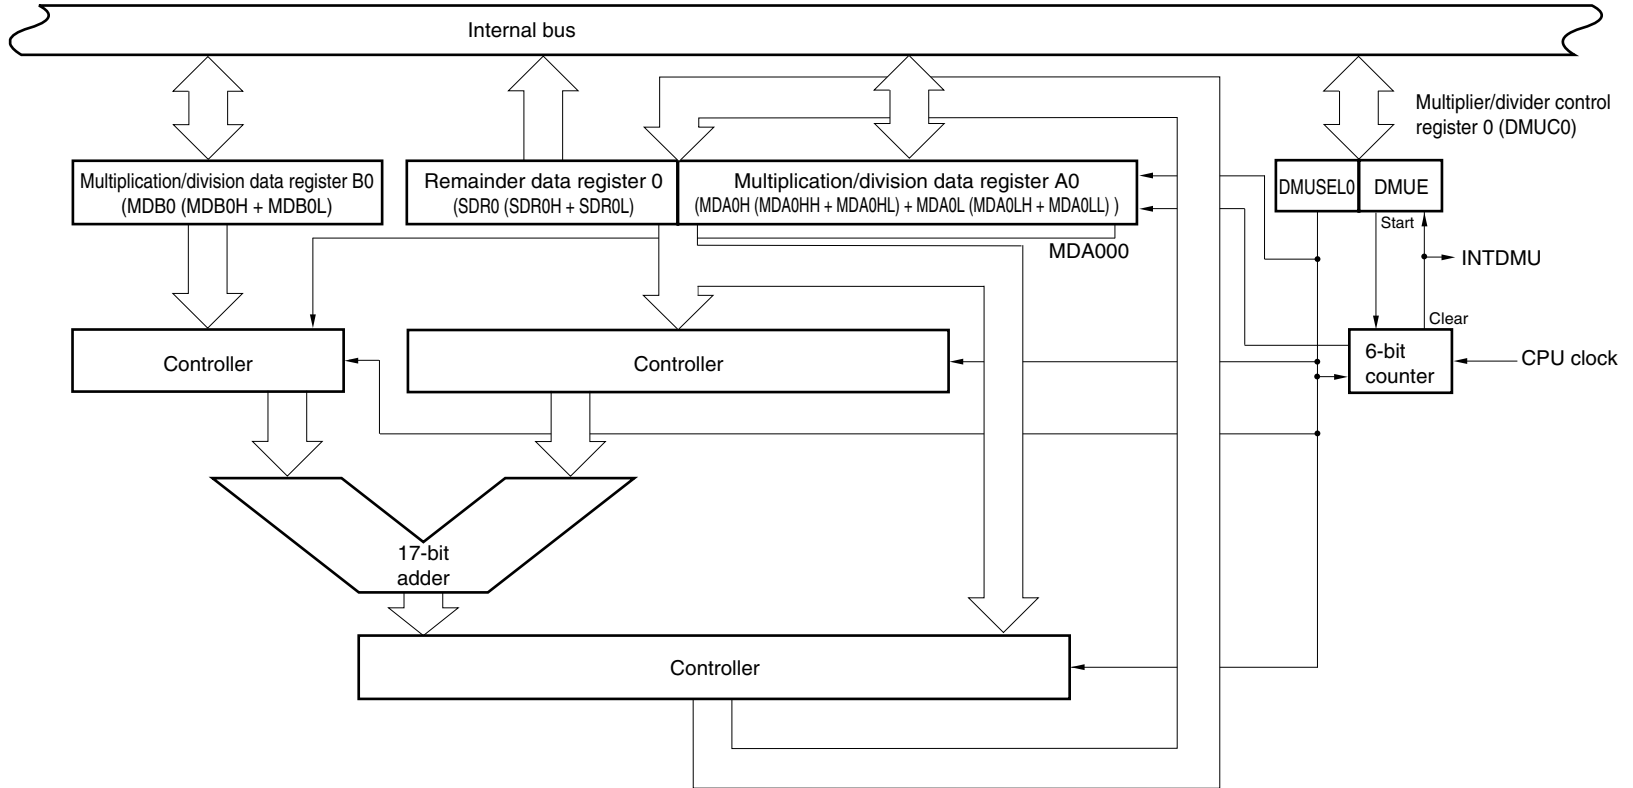 Internal bus
Multiplier/divider control
register 0 (DMUC0)
Multiplication/division data register B0
(MDB0 (MDB0H + MDB0L)
Remainder data register 0
(SDR0 (SDR0H + SDR0L)
Multiplication/division data register A0
(MDA0H (MDA0HH + MDA0HL) + MDA0L (MDA0LH + MDA0LL) )
DMUSEL0
DMUE
Start
MDA000
INTDMU
Clear
Controller
Controller
6-bit
counter
CPU clock
17-bit
adder
Controller